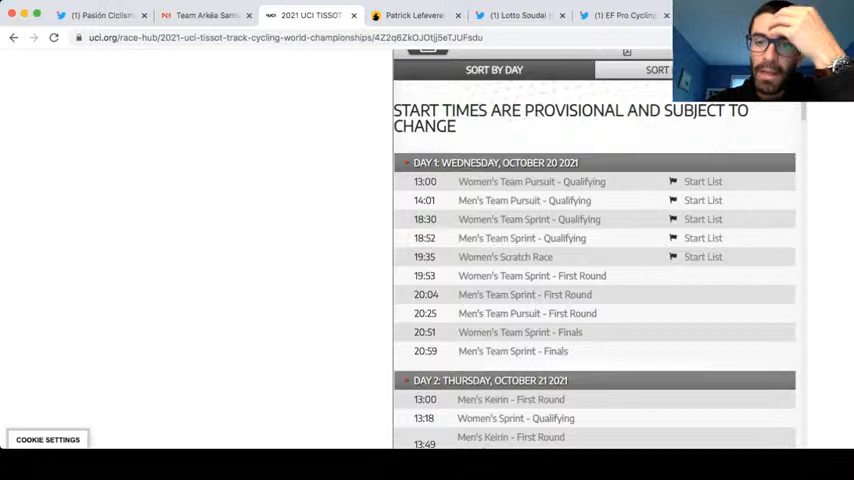 (1) Pasión Ciclism
Team Arkéa Sams
2021 UCI TISSOT
Patrick Lefevere
(1) Lotto Soudal (
(1) EF Pro Cycling
uci.org/race-hub/2021-uci-tissot-track-cycling-world-championships/4Z2q6ZkOJOtjj5eTJUFsdu
SORT BY DAY SORT
START TIMES ARE PROVISIONAL AND SUBJECT TO
CHANGE
DAY 1: WEDNESDAY, OCTOBER 20 2021
13:00 Women's Team Pursuit - Qualifying Start List
14:01 Men's Team Pursuit - Qualifying Start List
18:30 Women's Team Sprint - Qualifying Start List
18:52 Men's Team Sprint - Qualifying Start List
19:35 Women's Scratch Race Start List
19:53 Women's Team Sprint - First Round
20:04 Men's Team Sprint - First Round
20:25 Men's Team Pursuit - First Round
20:51 Women's Team Sprint - Finals
20:59 Men's Team Sprint - Finals
DAY 2: THURSDAY, OCTOBER 21 2021
13:00 Men's Keirin - First Round
13:18 Women's Sprint - Qualifying
13:49 Men's Keirin - First Round
COOKIE SETTINGS